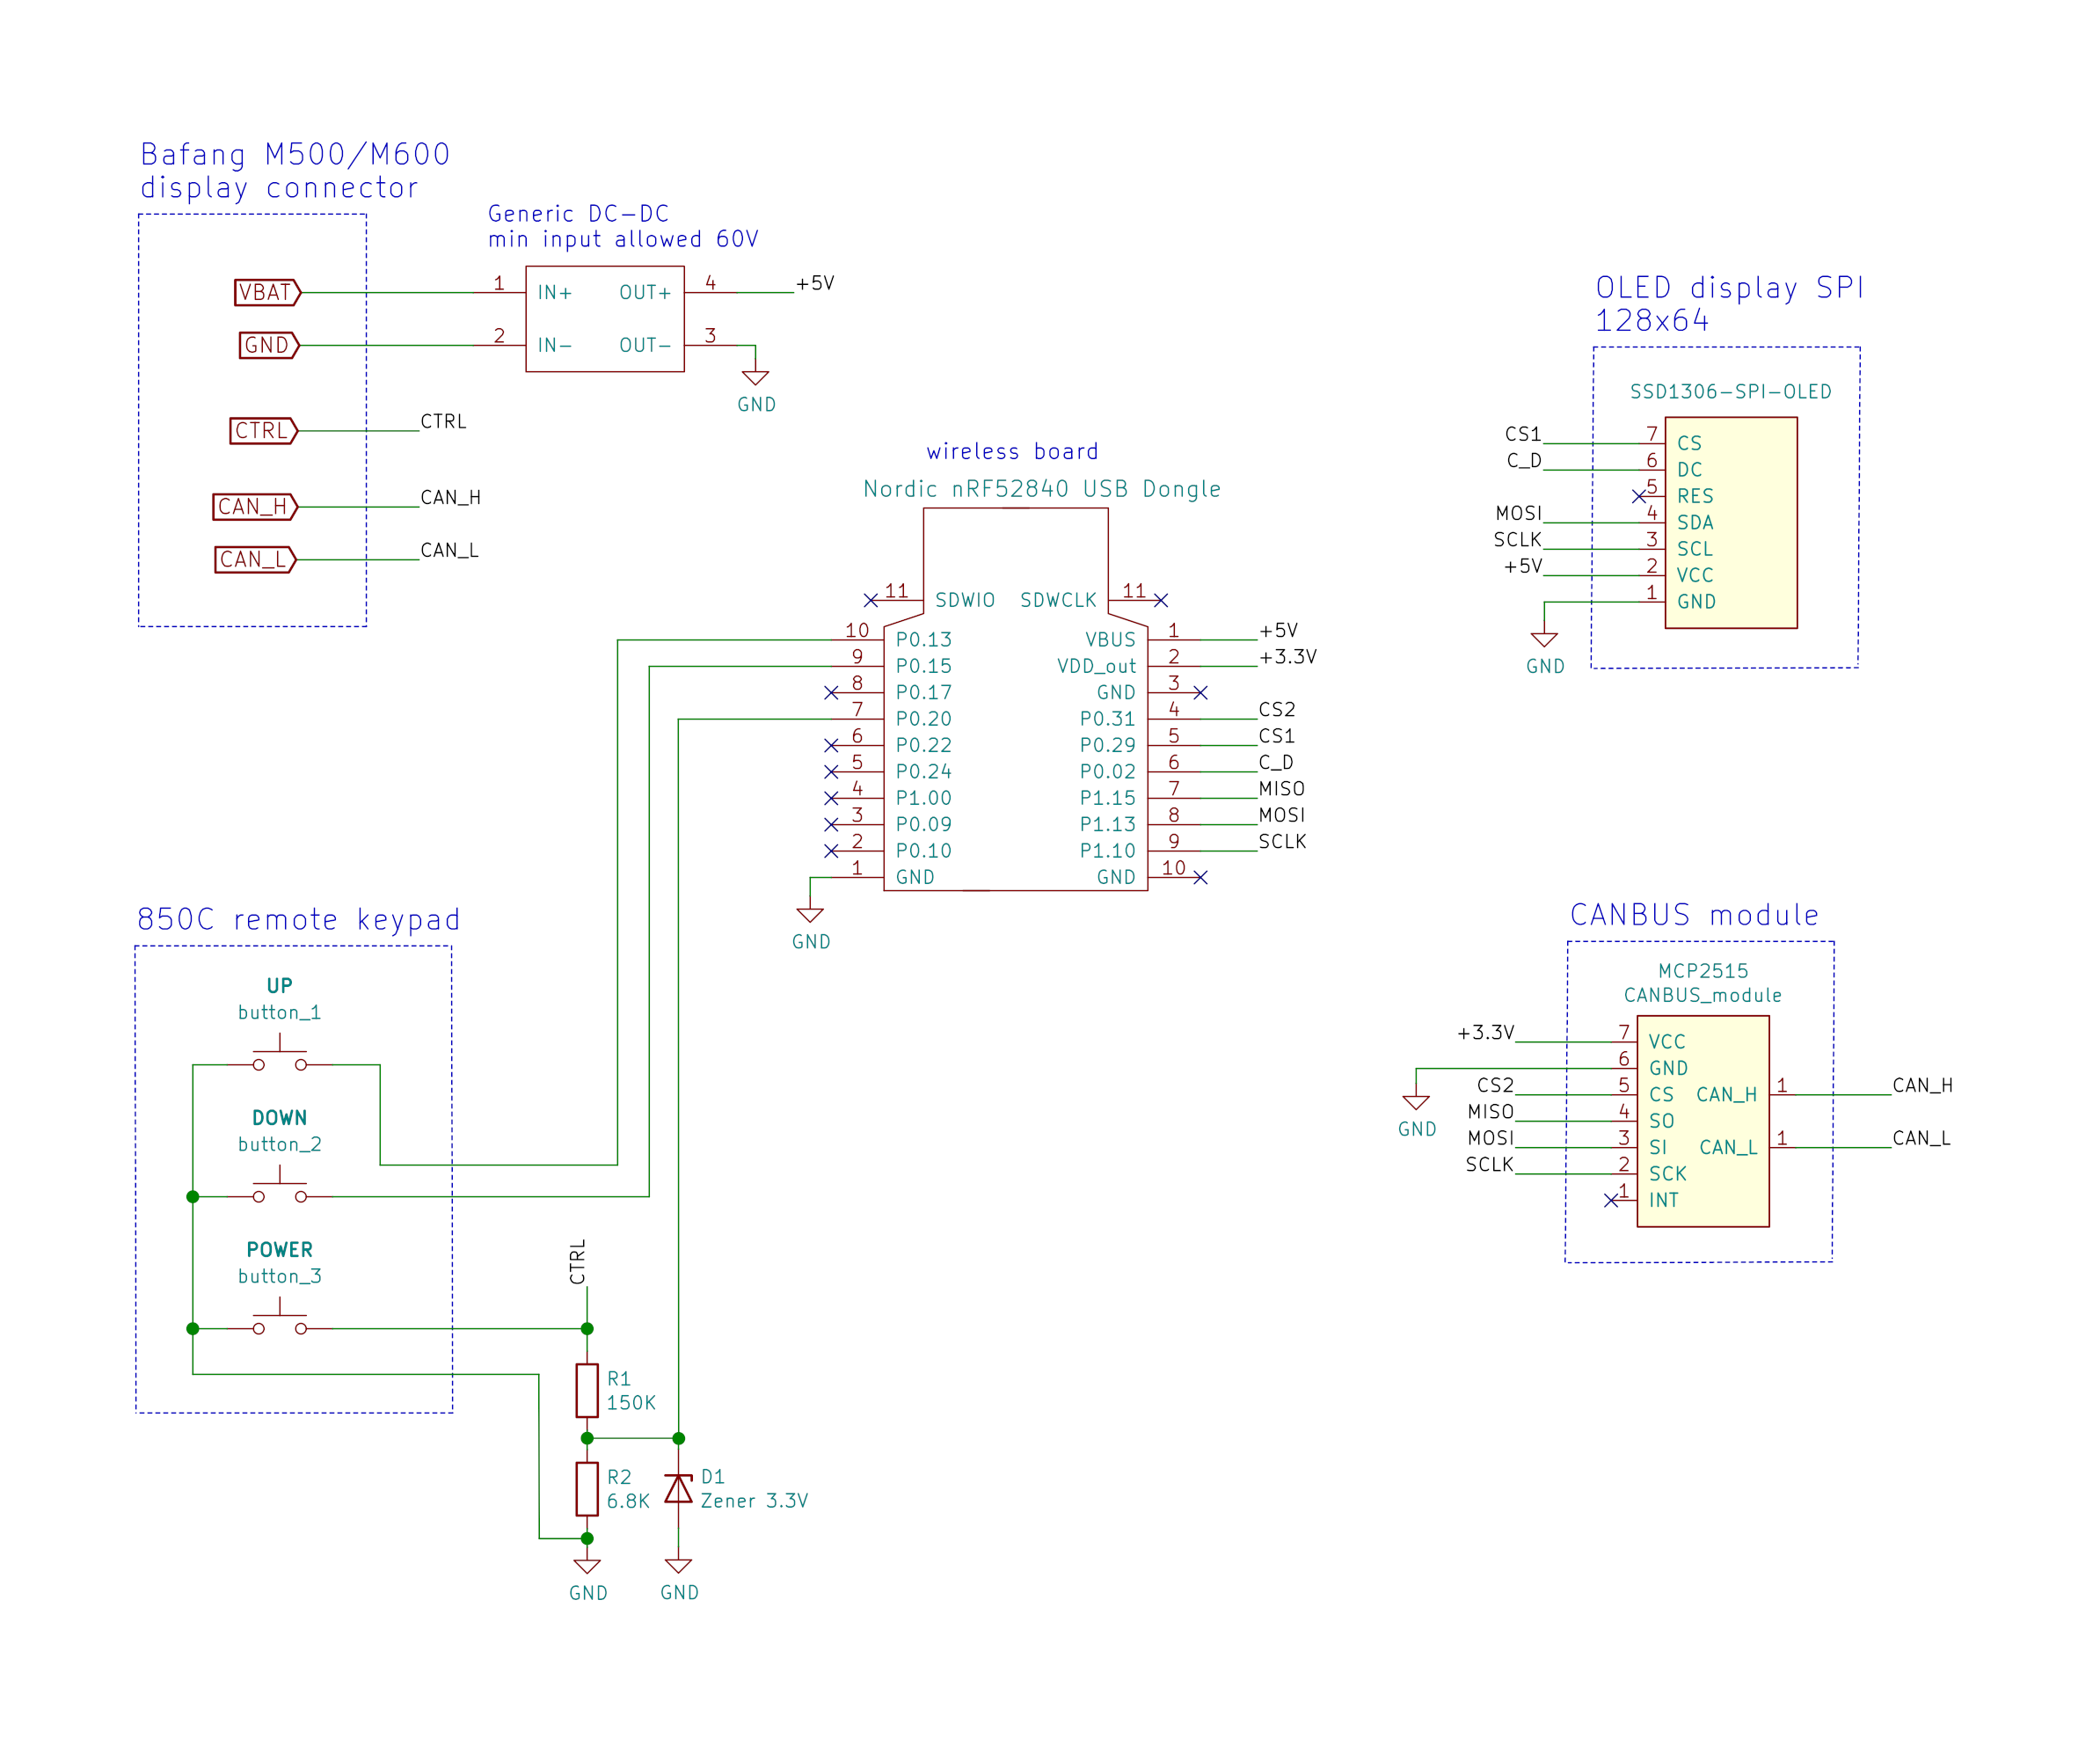 Bafang M500/M600
display connector
VBAT
GND
CTRL
CTRL
CAN_H
CAN_H
CAN_L
CAN_L
Generic DC-DC
min input allowed 60V
1 IN+ OUT+ 4 +5V
2 IN- OUT- 3
GND
wireless board
Nordic nRF52840 USB Dongle
11 SDWIO SDWCLK 11
10 P0.13 VBUS 1 +5V
9 P0.15 VDD_out 2 +3.3V
8 P0.17 GND 3
7 P0.20 P0.31 4 CS2
6 P0.22 P0.29 5 CS1
5 P0.24 P0.02 6 C_D
4 P1.00 P1.15 7 MISO
3 P0.09 P1.13 8 MOSI
2 P0.10 P1.10 9 SCLK
1 GND GND 10
GND
OLED display SPI
128x64
SSD1306-SPI-OLED
CS1 7 CS
C_D 6 DC
5 RES
MOSI 4 SDA
SCLK 3 SCL
+5V 2 VCC
1 GND
GND
CANBUS module
MCP2515
CANBUS_module
+3.3V 7 VCC
6 GND
CS2 5 CS CAN_H 1 CAN_H
MISO 4 SO
MOSI 3 SI CAN_L 1 CAN_L
SCLK 2 SCK
1 INT
GND
850C remote keypad
UP
button_1
DOWN
button_2
POWER
button_3
CTRL
R1
150K
R2
6.8K
D1
Zener 3.3V
GND
GND